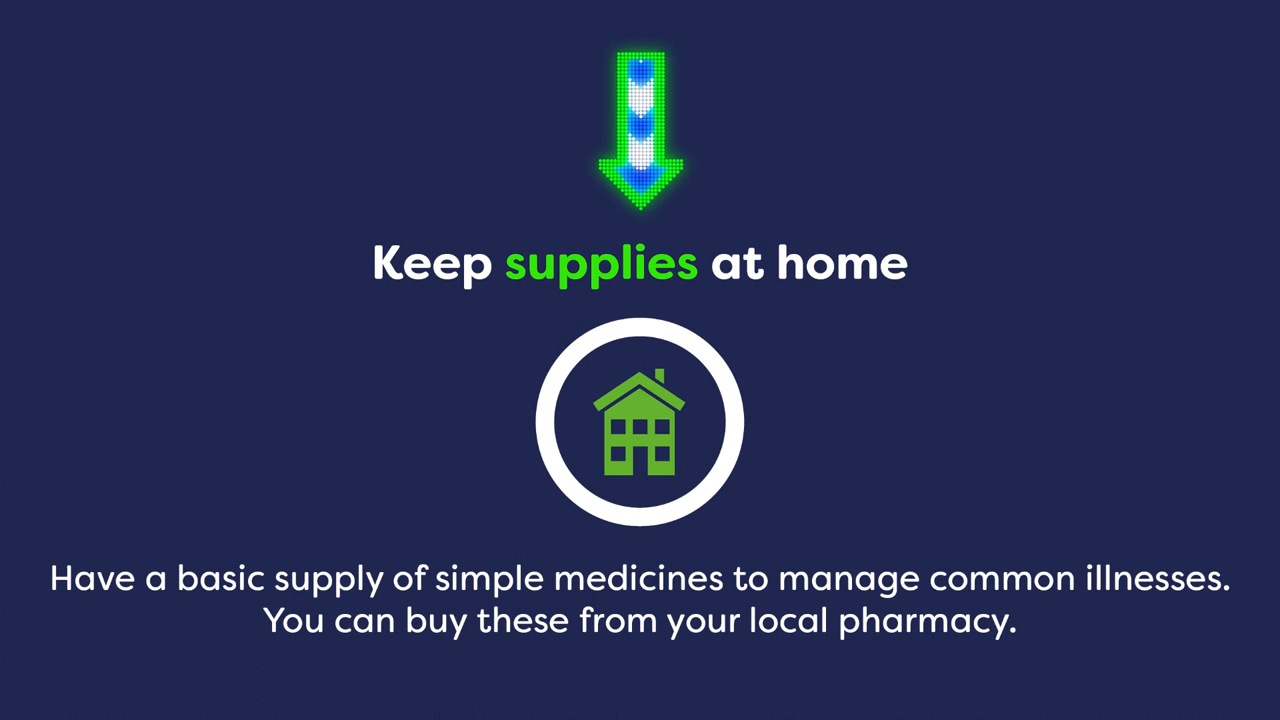 Keep supplies at home
Have a basic supply of simple medicines to manage common illnesses.
You can buy these from your local pharmacy.